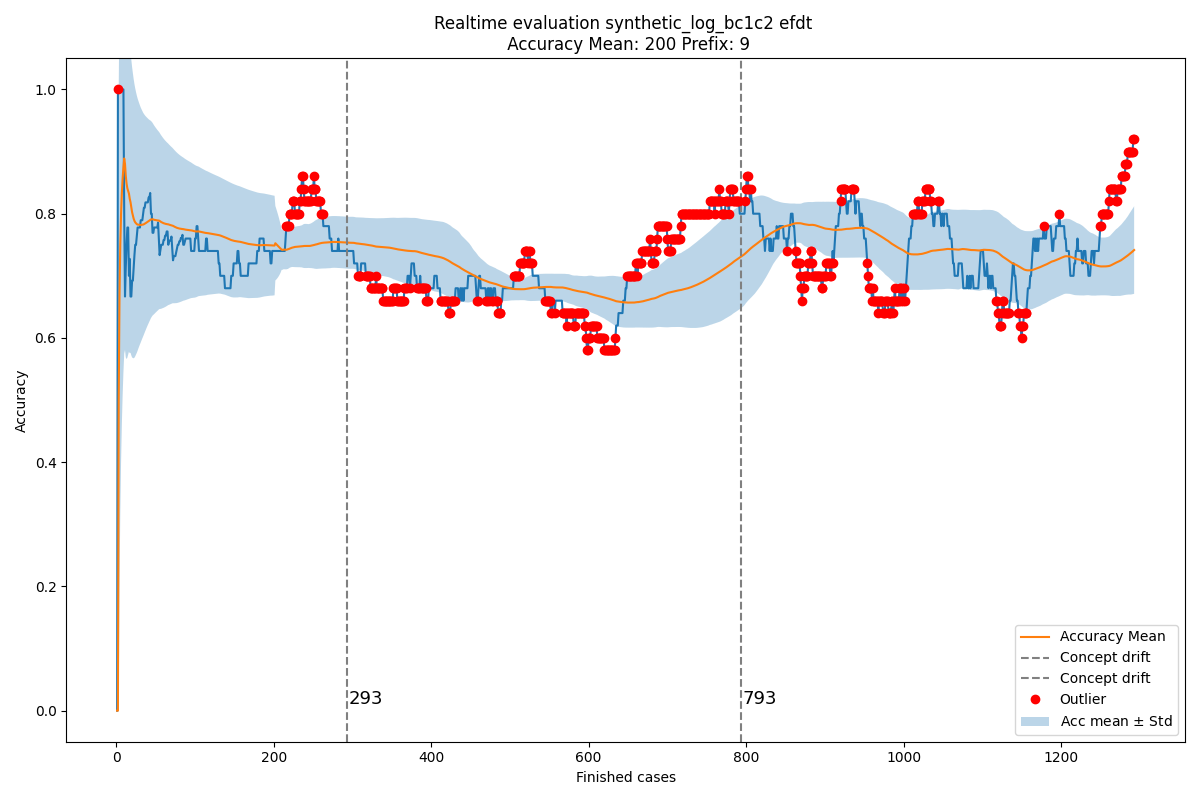 Realtime evaluation synthetic_log_bc1c2 efdt
Accuracy Mean: 200 Prefix: 9
Accuracy
1.0
0.8
0.6
0.4
0.2
0.0
293
793
Accuracy Mean
Concept drift
Concept drift
Outlier
Acc mean ± Std
0
200
400
600
800
1000
1200
Finished cases